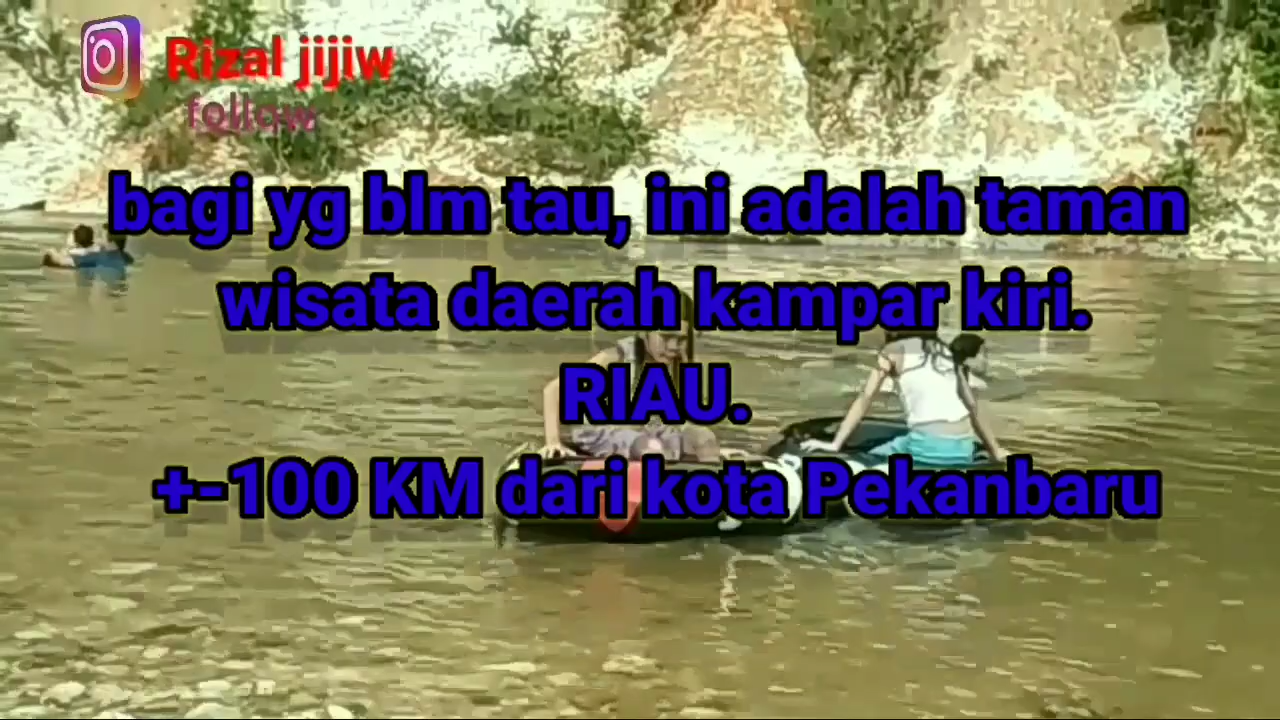 Rizal jijiw
follow
bagi yg blm tau, ini adalah taman
wisata daerah kampar kiri.
RIAU.
+-100 KM dari kota Pekanbaru